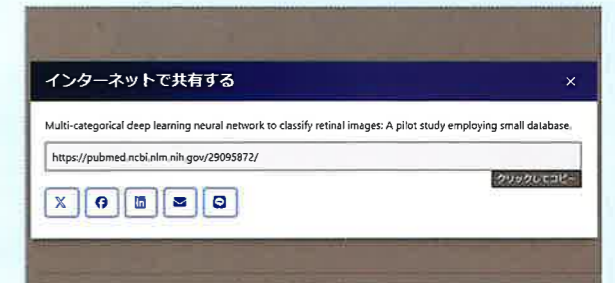 インターネットで共有する ×
Multi-categorical deep learning neural network to classify retinal images: A pilot study employing small database.
https://pubmed.ncbi.nlm.nih.gov/29095872/
クリックしてコピー
X f in